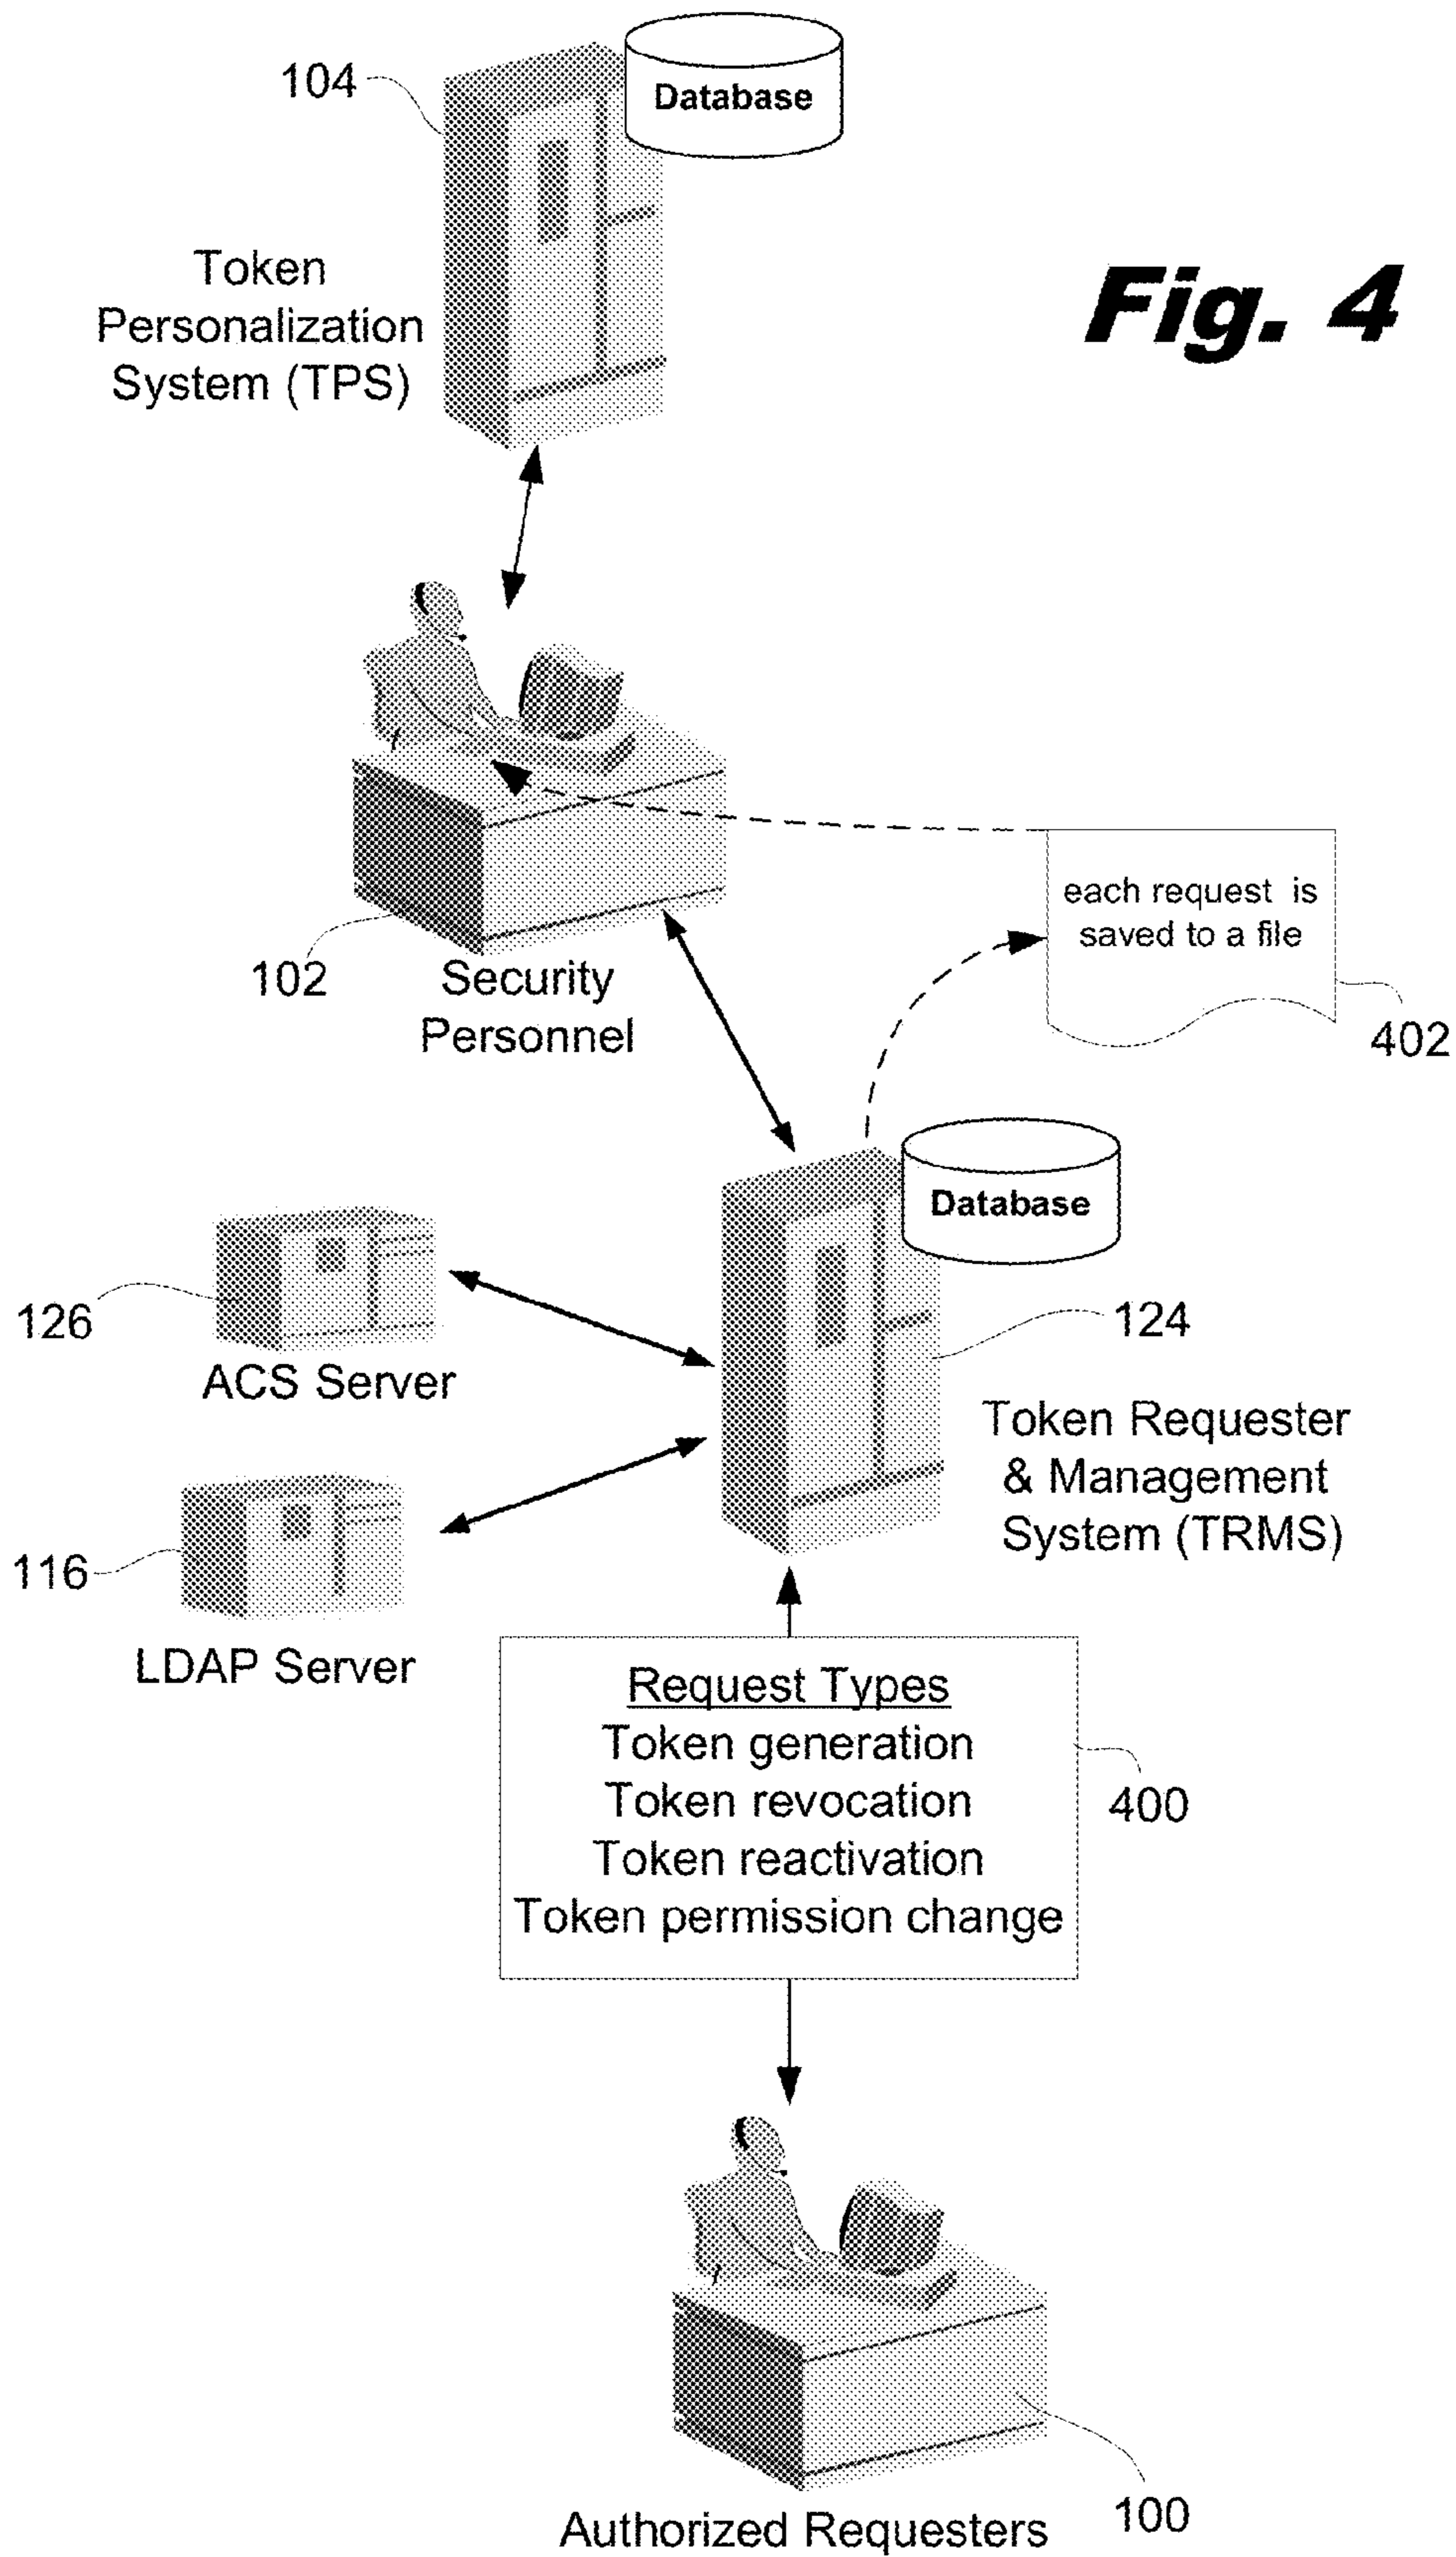 104
Database
Token
Personalization
System (TPS)
Fig. 4
each request is
saved to a file
102
Security
Personnel
402
Database
126
ACS Server
124
Token Requester
& Management
System (TRMS)
116
LDAP Server
Request Types
Token generation
Token revocation
Token reactivation
Token permission change
400
100
Authorized Requesters